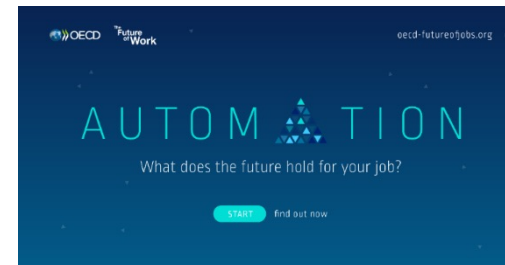 OECD
The Future of Work
oecd-futureofjobs.org
AUTOMATION
What does the future hold for your job?
START find out now